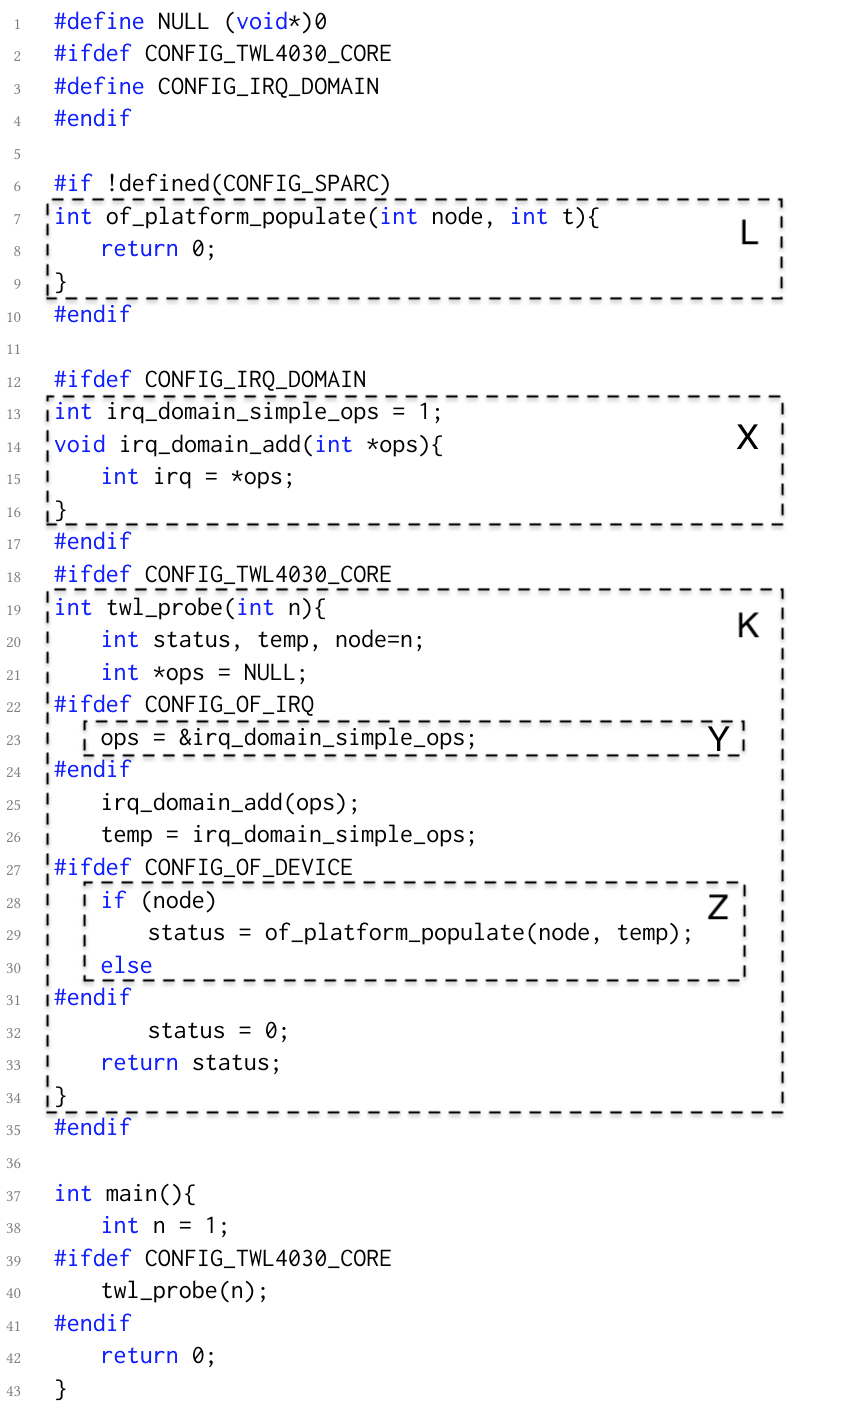 1 #define NULL (void*)0
2 #ifdef CONFIG_TWL4030_CORE
3 #define CONFIG_IRQ_DOMAIN
4 #endif
5
6 #if !defined(CONFIG_SPARC)
7 int of_platform_populate(int node, int t){
L
8 return 0;
9 }
10 #endif
11
12 #ifdef CONFIG_IRQ_DOMAIN
13 int irq_domain_simple_ops = 1;
X
14 void irq_domain_add(int *ops){
15 int irq = *ops;
16 }
17 #endif
18 #ifdef CONFIG_TWL4030_CORE
19 int twl_probe(int n){
K
20 int status, temp, node=n;
21 int *ops = NULL;
22 #ifdef CONFIG_OF_IRQ
23 ops = &irq_domain_simple_ops; Y
24 #endif
25 irq_domain_add(ops);
26 temp = irq_domain_simple_ops;
27 #ifdef CONFIG_OF_DEVICE
28 if (node) Z
29 status = of_platform_populate(node, temp);
30 else
31 #endif
32 status = 0;
33 return status;
34 }
35 #endif
36
37 int main(){
38 int n = 1;
39 #ifdef CONFIG_TWL4030_CORE
40 twl_probe(n);
41 #endif
42 return 0;
43 }